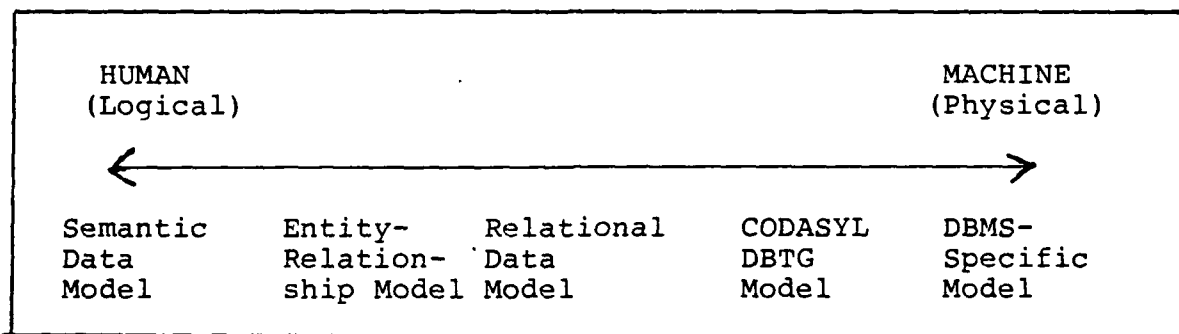 HUMAN MACHINE
(Logical) (Physical)
Semantic Entity- Relational CODASYL DBMS-
Data Relation- Data DBTG Specific
Model ship Model Model Model Model